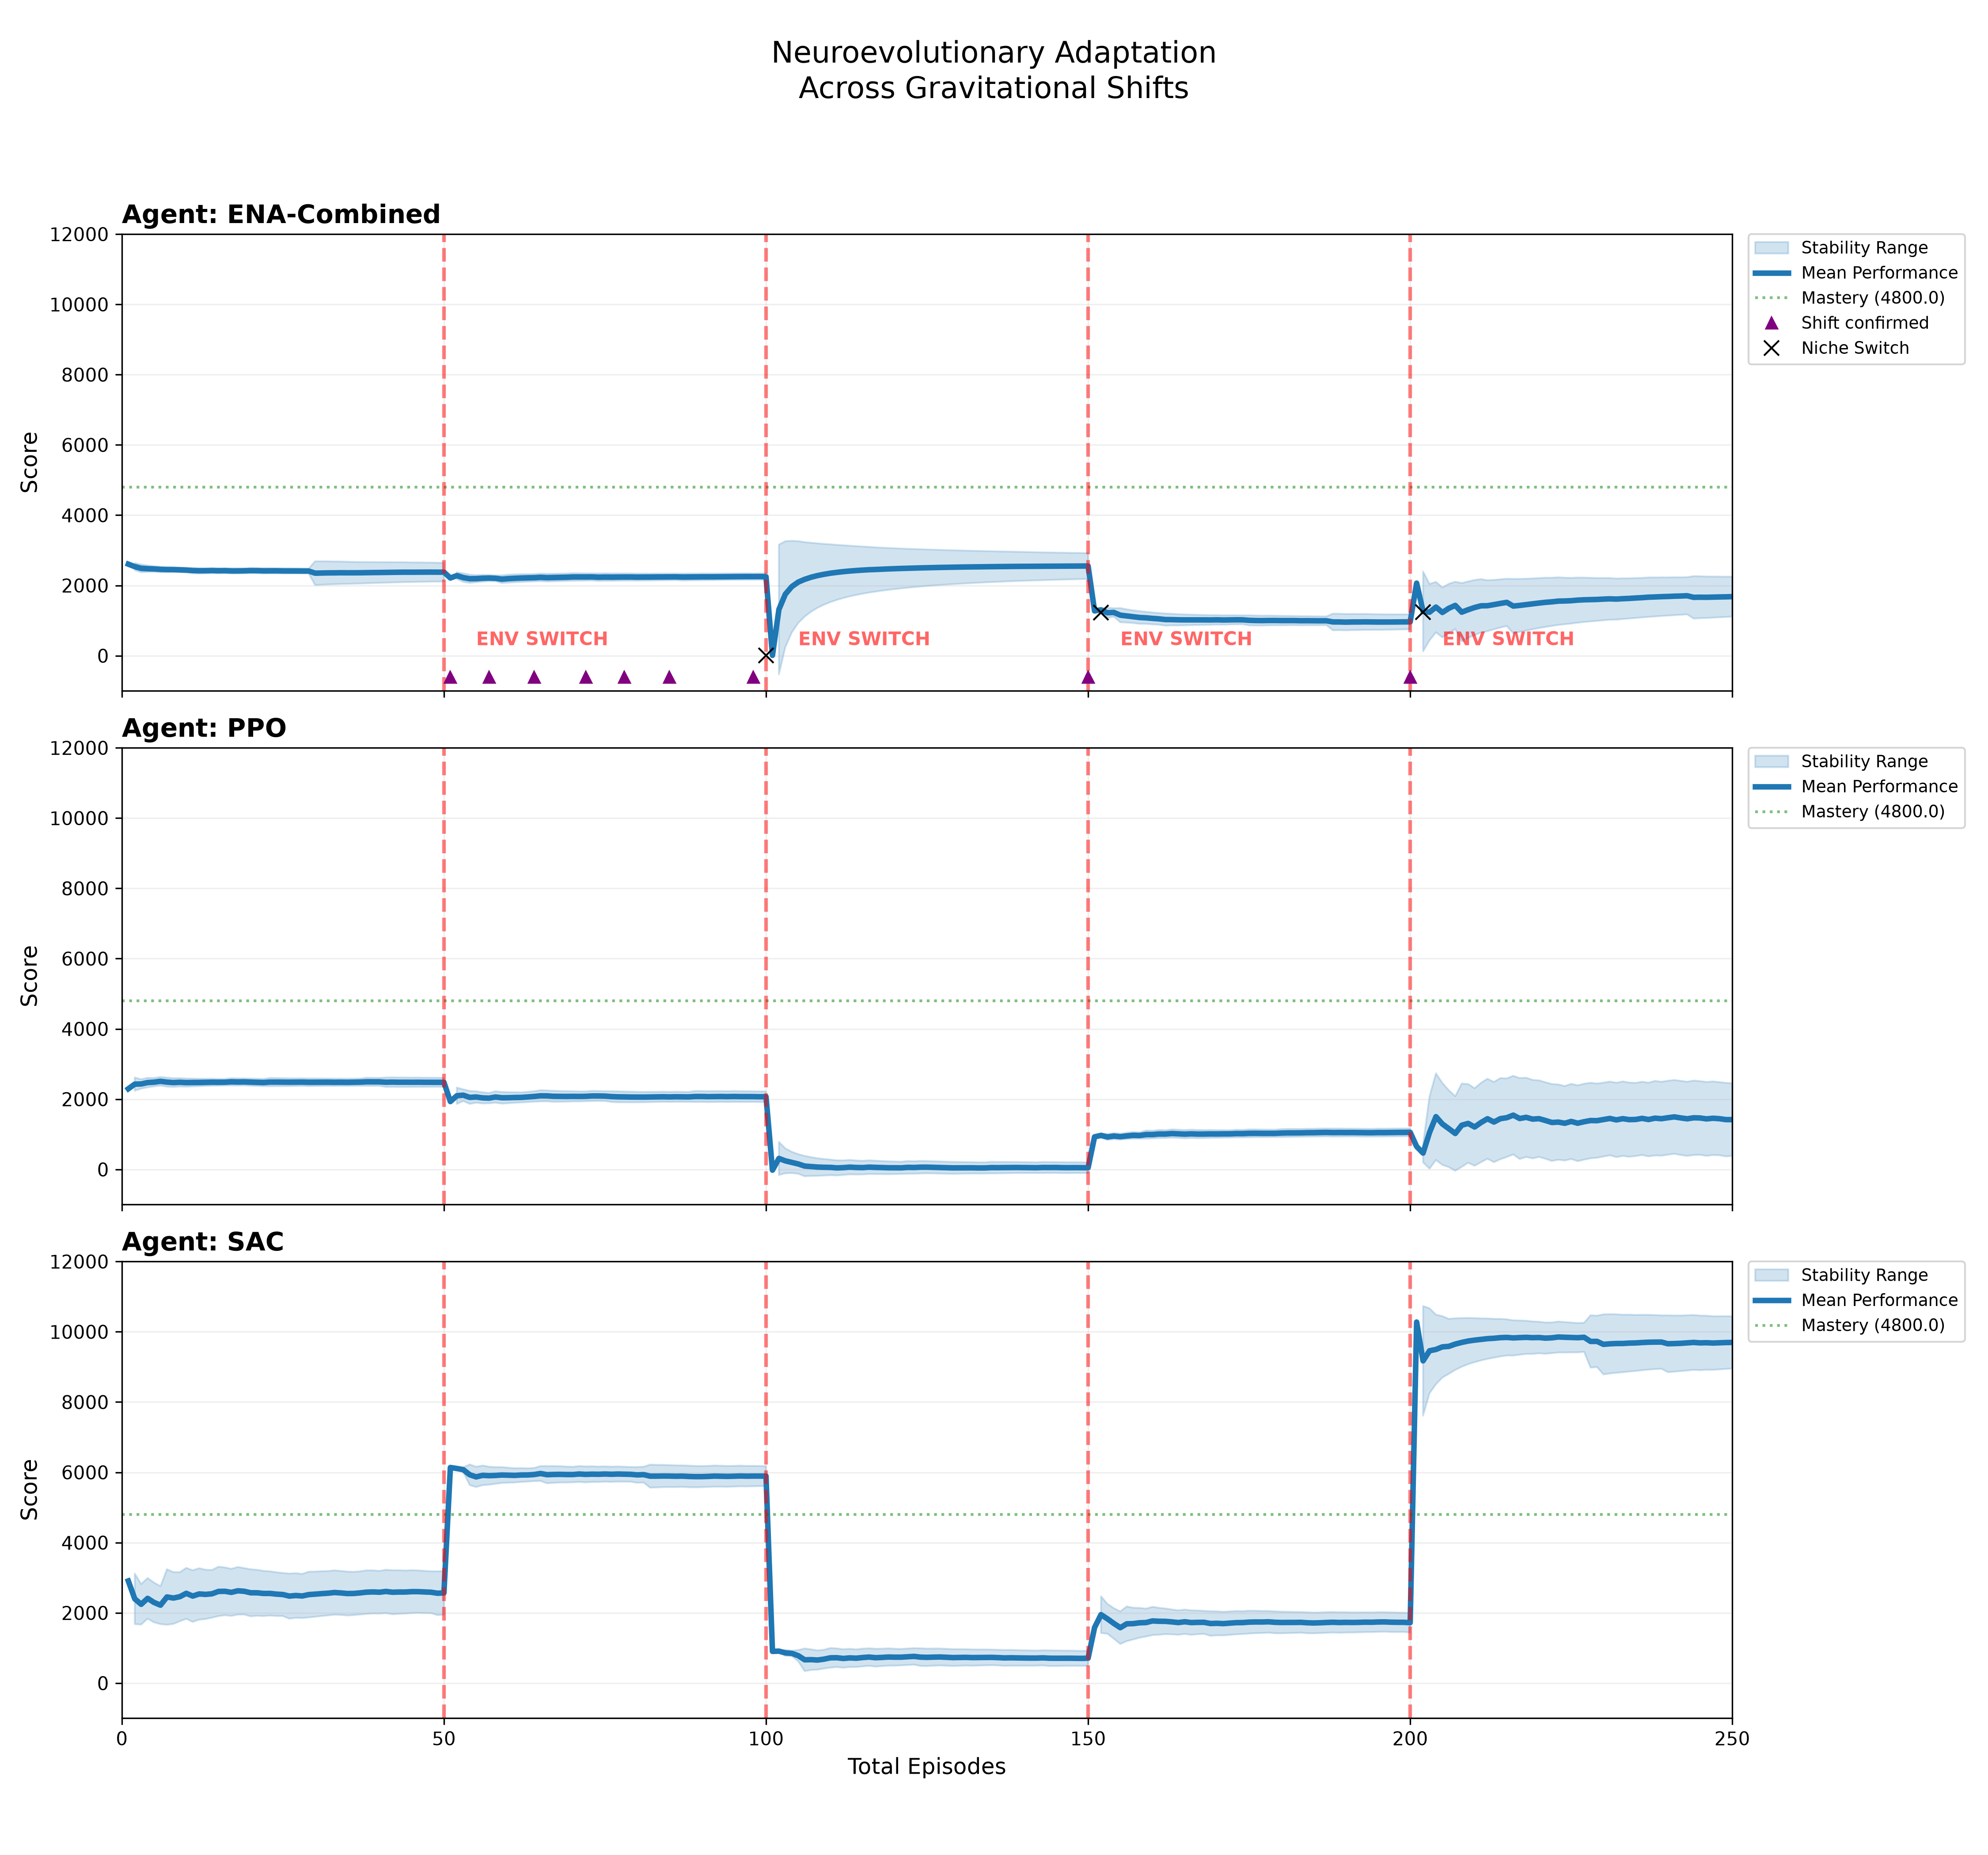 Neuroevolutionary Adaptation
Across Gravitational Shifts
Agent: ENA-Combined
12000
10000
8000
6000
4000
2000
0
Score
ENV SWITCH
ENV SWITCH
ENV SWITCH
ENV SWITCH
Stability Range
Mean Performance
Mastery (4800.0)
Shift confirmed
Niche Switch
Agent: PPO
12000
10000
8000
6000
4000
2000
0
Score
Stability Range
Mean Performance
Mastery (4800.0)
Agent: SAC
12000
10000
8000
6000
4000
2000
0
Score
Stability Range
Mean Performance
Mastery (4800.0)
0 50 100 150 200 250
Total Episodes